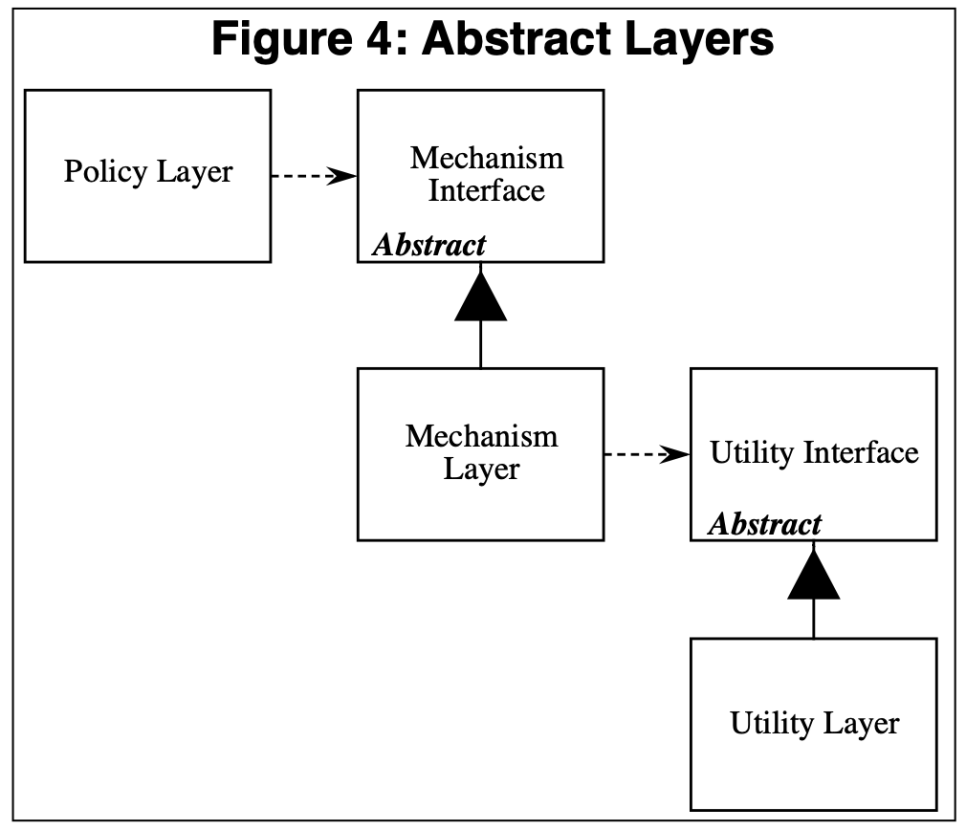 Figure 4: Abstract Layers
Policy Layer
Mechanism
Interface
Abstract
Mechanism
Layer
Utility Interface
Abstract
Utility Layer